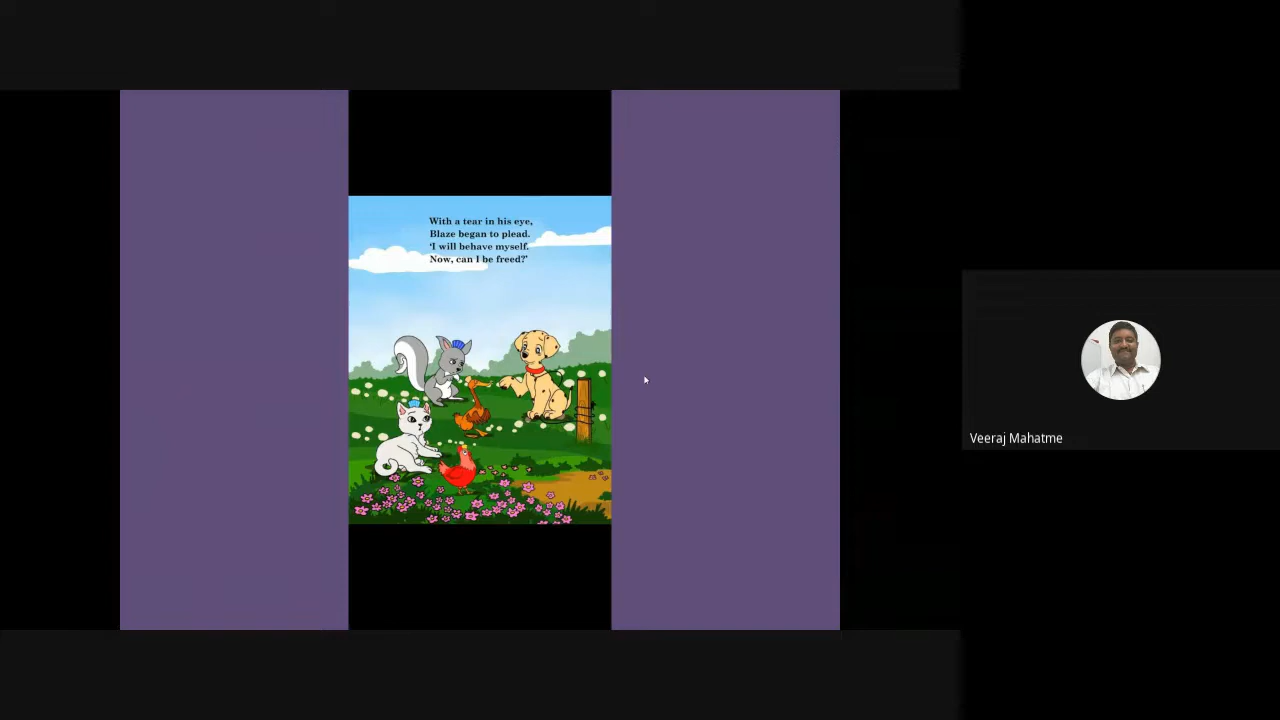 With a tear in his eye,
Blaze began to plead.
'I will behave myself.
Now, can I be freed?'
Veeraj Mahatme